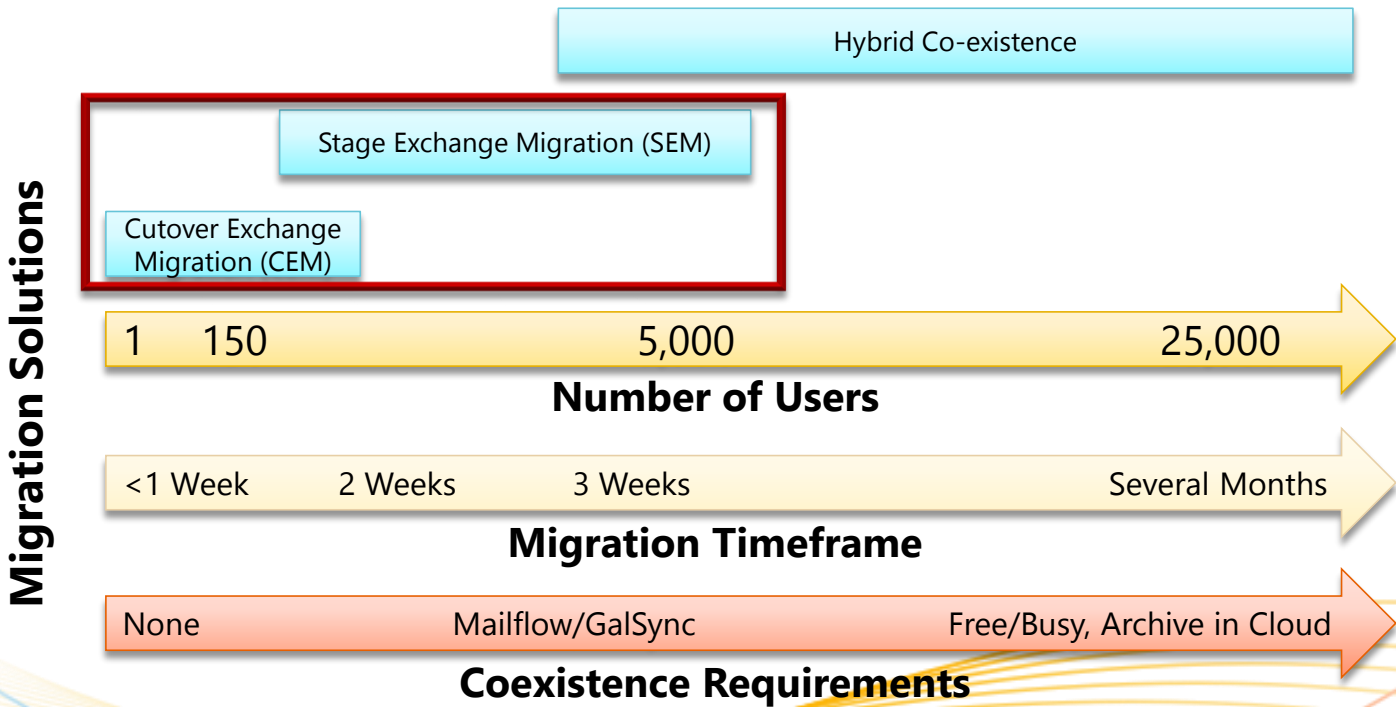 Migration Solutions
Hybrid Co-existence
Stage Exchange Migration (SEM)
Cutover Exchange
Migration (CEM)
1 150 5,000 25,000
Number of Users
<1 Week 2 Weeks 3 Weeks Several Months
Migration Timeframe
None Mailflow/GalSync Free/Busy, Archive in Cloud
Coexistence Requirements